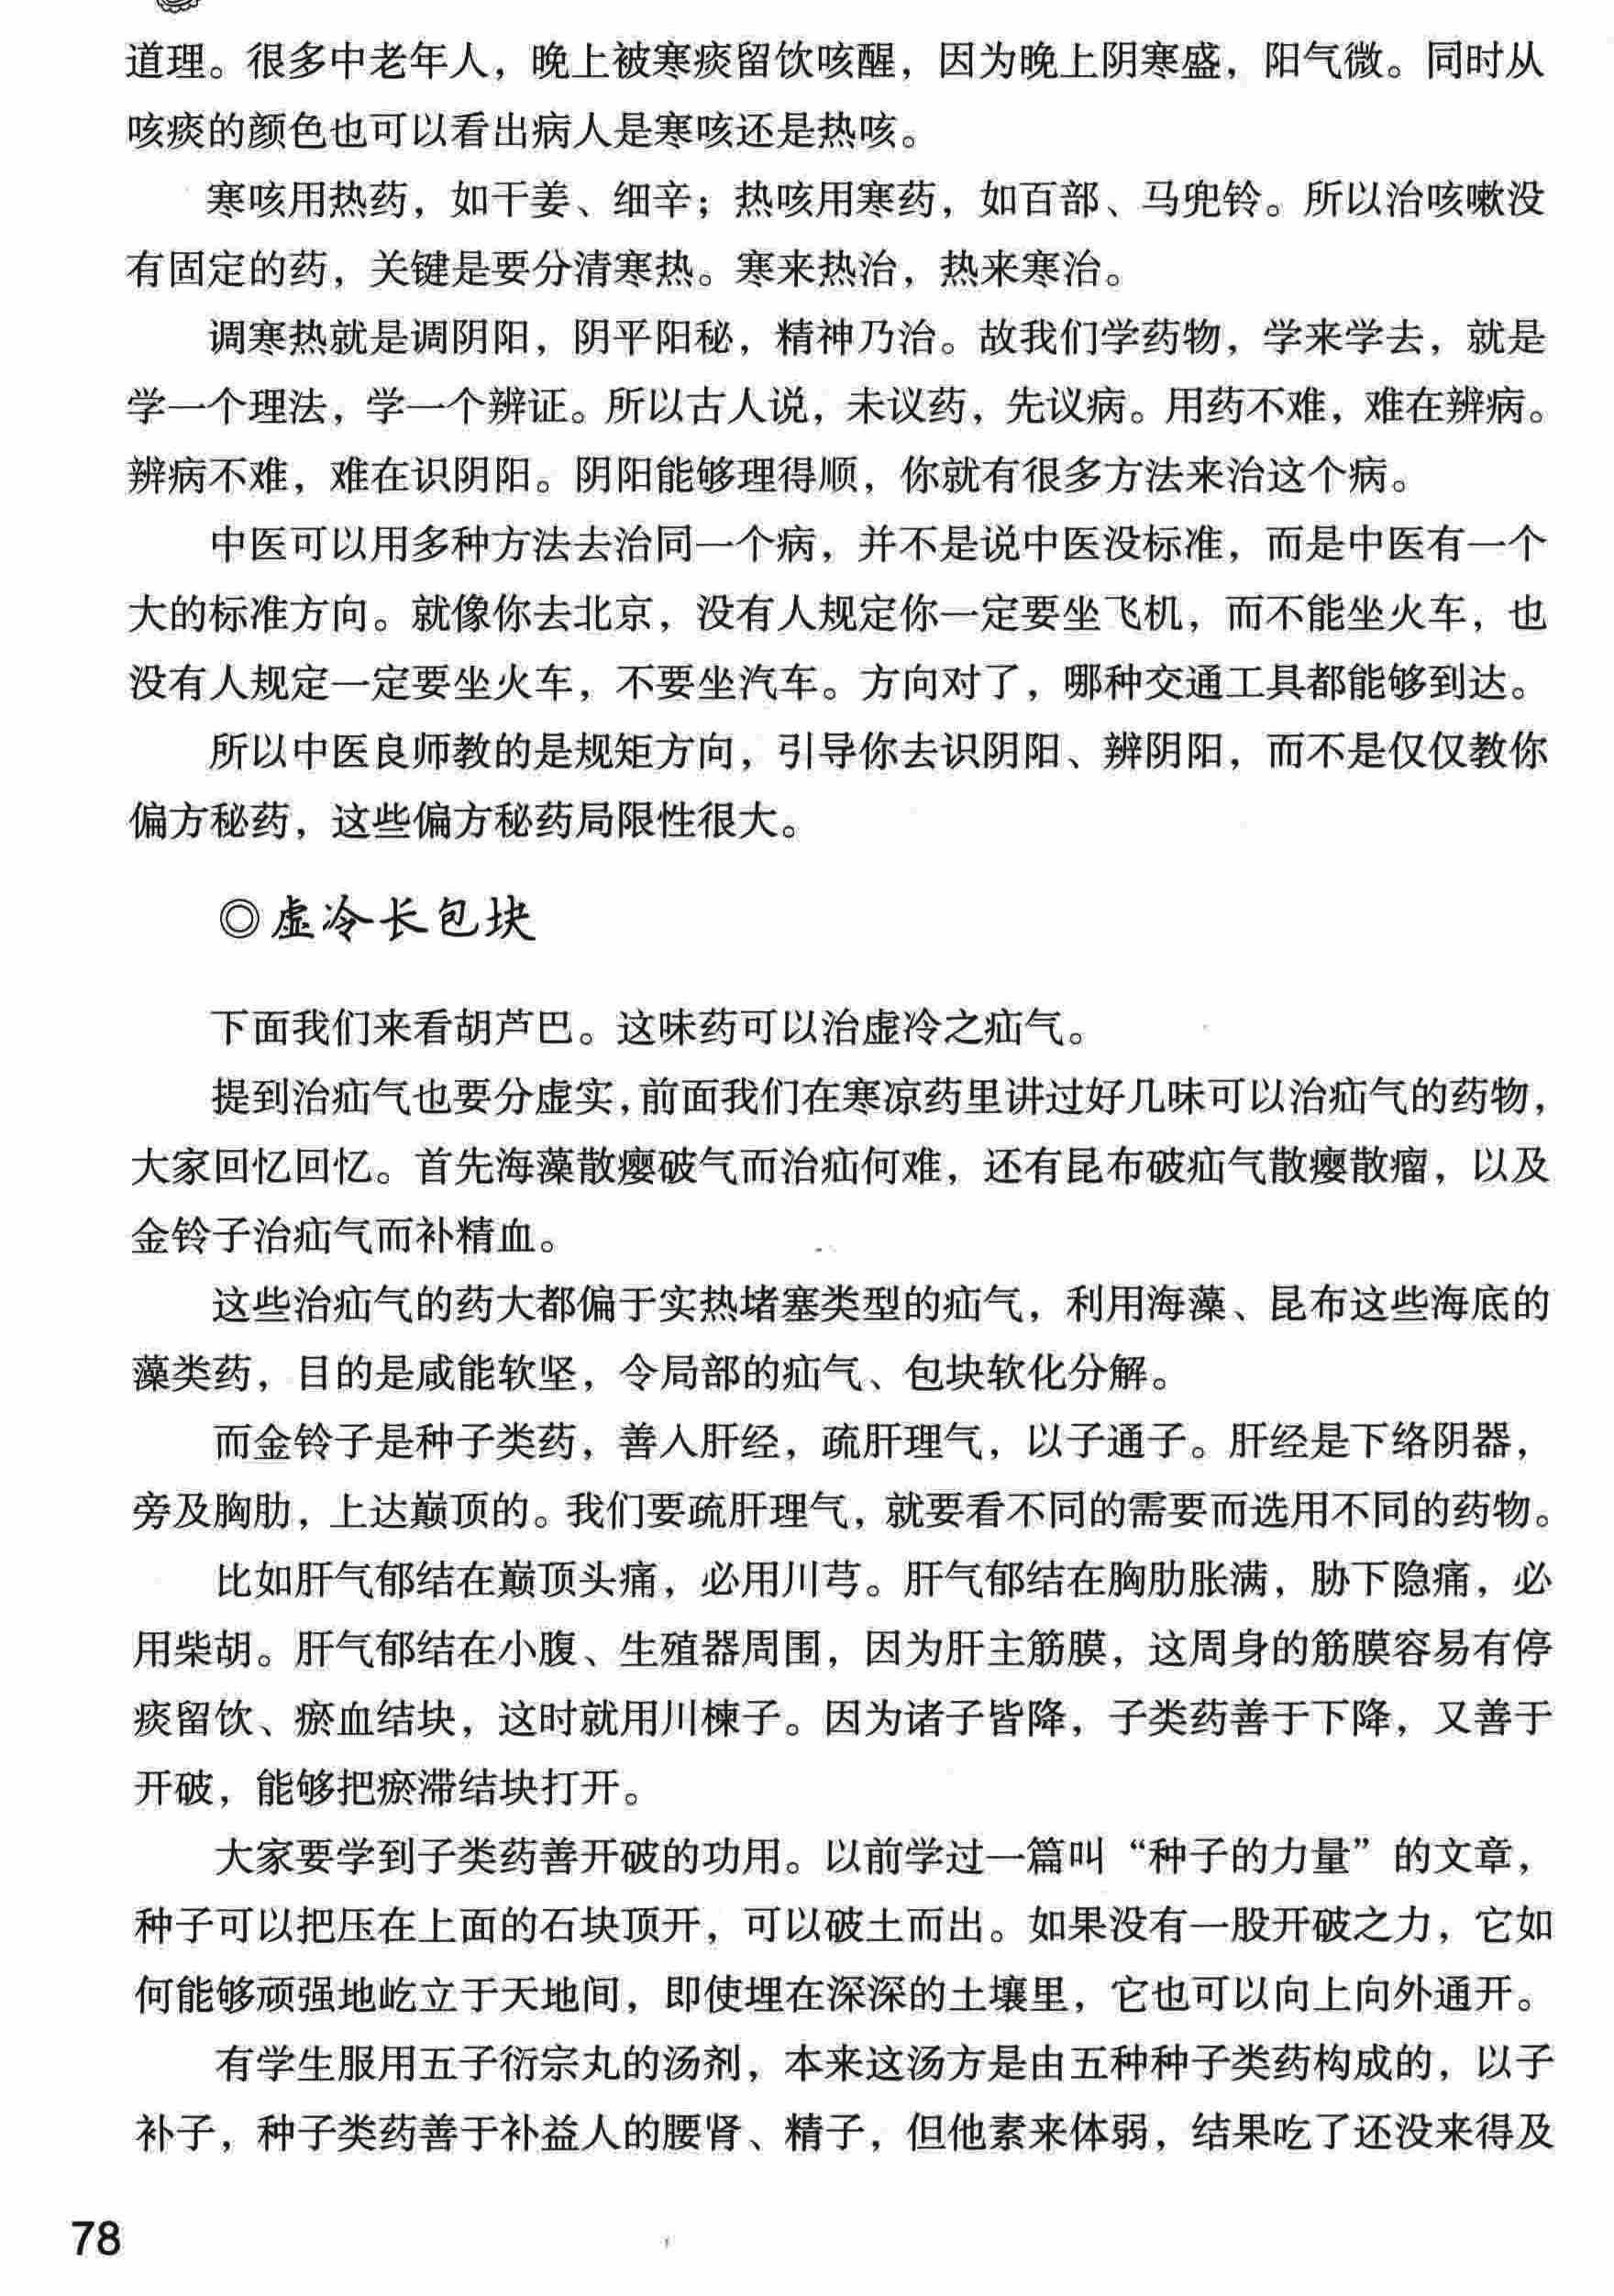 道理。很多中老年人，晚上被寒痰留饮咳醒，因为晚上阴寒盛，阳气微。同时从
咳痰的颜色也可以看出病人是寒咳还是热咳。
寒咳用热药，如干姜、细辛；热咳用寒药，如百部、马兜铃。所以治咳嗽没
有固定的药，关键是要分清寒热。寒来热治，热来寒治。
调寒热就是调阴阳，阴平阳秘，精神乃治。故我们学药物，学来学去，就是
学一个理法，学一个辨证。所以古人说，未议药，先议病。用药不难，难在辨病。
辨病不难，难在识阴阳。阴阳能够理得顺，你就有很多方法来治这个病。
中医可以用多种方法去治同一个病，并不是说中医没标准，而是中医有一个
大的标准方向。就像你去北京，没有人规定你一定要坐飞机，而不能坐火车，也
没有人规定一定要坐火车，不要坐汽车。方向对了，哪种交通工具都能够到达。
所以中医良师教的是规矩方向，引导你去识阴阳、辨阴阳，而不是仅仅教你
偏方秘药，这些偏方秘药局限性很大。
◎虚冷长包块
下面我们来看胡芦巴。这味药可以治虚冷之疝气。
提到治疝气也要分虚实，前面我们在寒凉药里讲过好几味可以治疝气的药物，
大家回忆回忆。首先海藻散瘿破气而治疝何难，还有昆布破疝气散瘿散瘤，以及
金铃子治疝气而补精血。
这些治疝气的药大都偏于实热堵塞类型的疝气，利用海藻、昆布这些海底的
藻类药，目的是咸能软坚，令局部的疝气、包块软化分解。
而金铃子是种子类药，善入肝经，疏肝理气，以子通子。肝经是下络阴器，
旁及胸肋，上达巅顶的。我们要疏肝理气，就要看不同的需要而选用不同的药物。
比如肝气郁结在巅顶头痛，必用川芎。肝气郁结在胸肋胀满，胁下隐痛，必
用柴胡。肝气郁结在小腹、生殖器周围，因为肝主筋膜，这周身的筋膜容易有停
痰留饮、瘀血结块，这时就用川楝子。因为诸子皆降，子类药善于下降，又善于
开破，能够把瘀滞结块打开。
大家要学到子类药善开破的功用。以前学过一篇叫“种子的力量”的文章，
种子可以把压在上面的石块顶开，可以破土而出。如果没有一股开破之力，它如
何能够顽强地屹立于天地间，即使埋在深深的土壤里，它也可以向上向外通开。
有学生服用五子衍宗丸的汤剂，本来这汤方是由五种种子类药构成的，以子
补子，种子类药善于补益人的腰肾、精子，但他素来体弱，结果吃了还没来得及
78